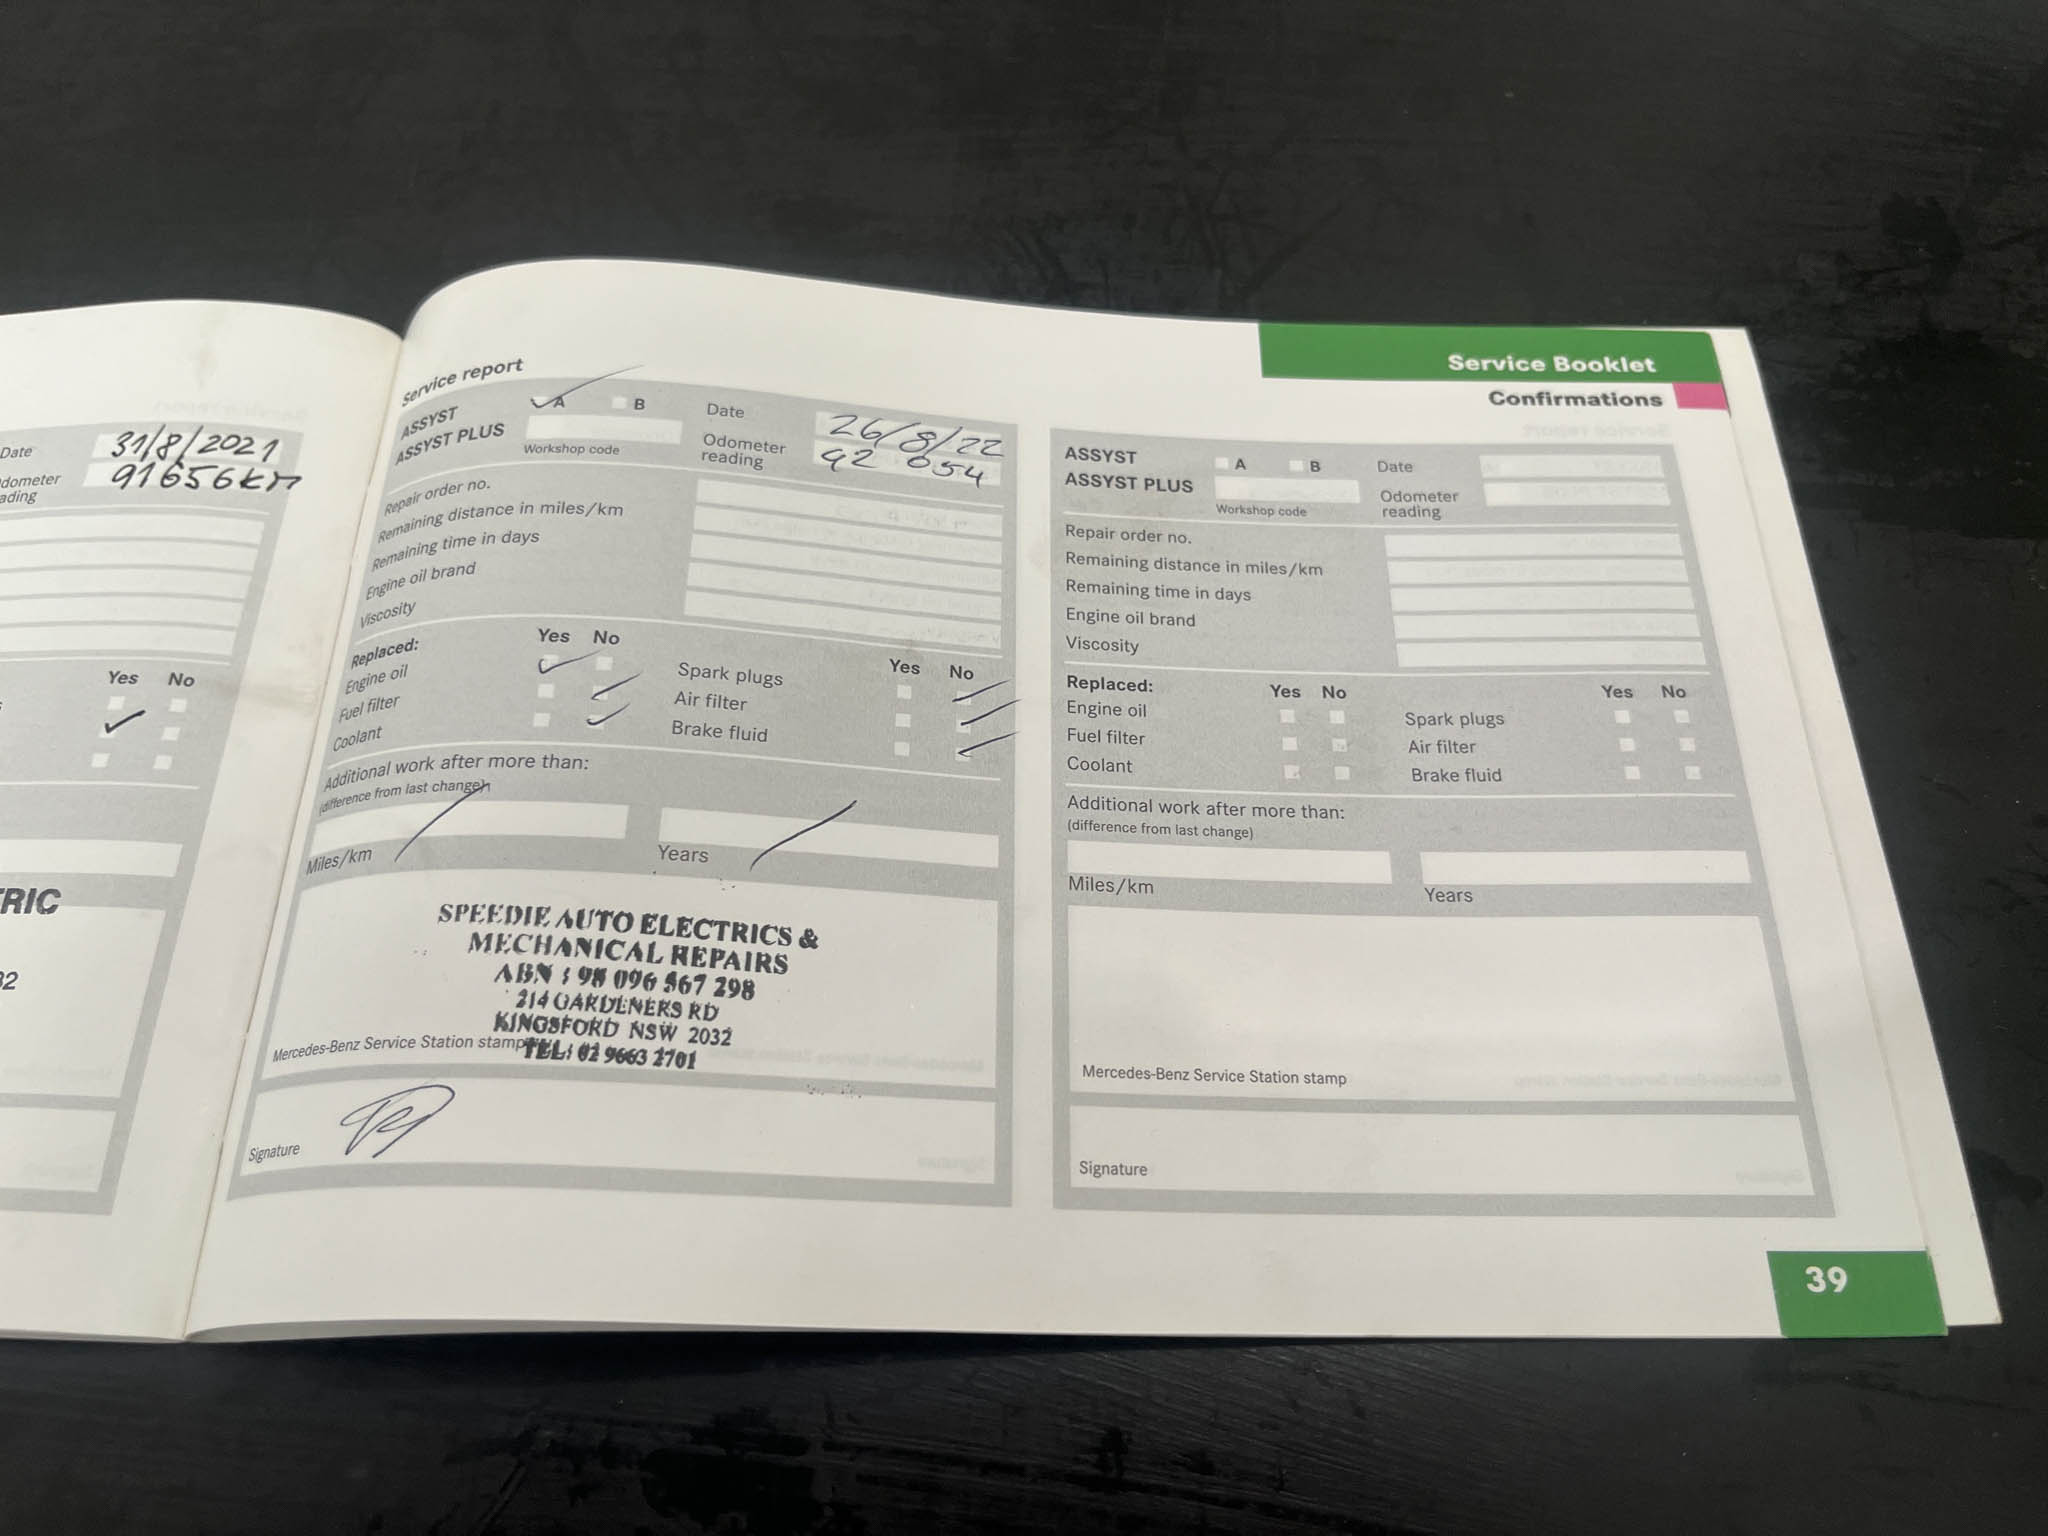 Date 31/8/2021
dometer
ading 91656km
Yes No
RIC
32
Service report
ASSYST A B Date 26/8/22
ASSYST PLUS Workshop code Odometer reading 92 054
Repair order no.
Remaining distance in miles/km
Remaining time in days
Engine oil brand
Viscosity
Replaced: Yes No Yes No
Engine oil Spark plugs
Fuel filter Air filter
Coolant Brake fluid
Additional work after more than:
(difference from last change)
Miles/km Years
SPEEDIE AUTO ELECTRICS &
MECHANICAL REPAIRS
ABN : 98 096 567 298
214 GARDENERS RD
KINGSFORD NSW 2032
Mercedes-Benz Service Station stamp TEL: 02 9663 2701
Signature
Service Booklet
Confirmations
ASSYST A B Date
ASSYST PLUS Workshop code Odometer reading
Repair order no.
Remaining distance in miles/km
Remaining time in days
Engine oil brand
Viscosity
Replaced: Yes No Yes No
Engine oil Spark plugs
Fuel filter Air filter
Coolant Brake fluid
Additional work after more than:
(difference from last change)
Miles/km Years
Mercedes-Benz Service Station stamp
Signature
39